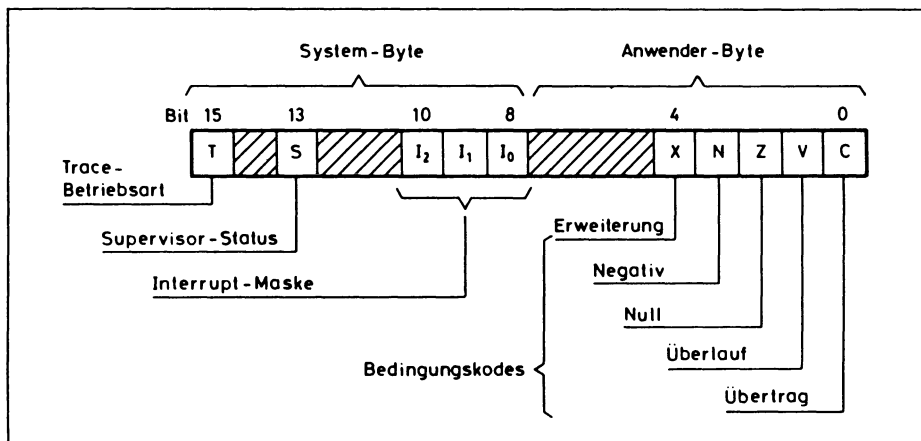 System-Byte Anwender-Byte
Bit 15 13 10 8 4 0
T S I2 I1 I0 X N Z V C
Trace-
Betriebsart
Supervisor-Status
Interrupt-Maske
Erweiterung
Negativ
Null
Überlauf
Übertrag
Bedingungskodes